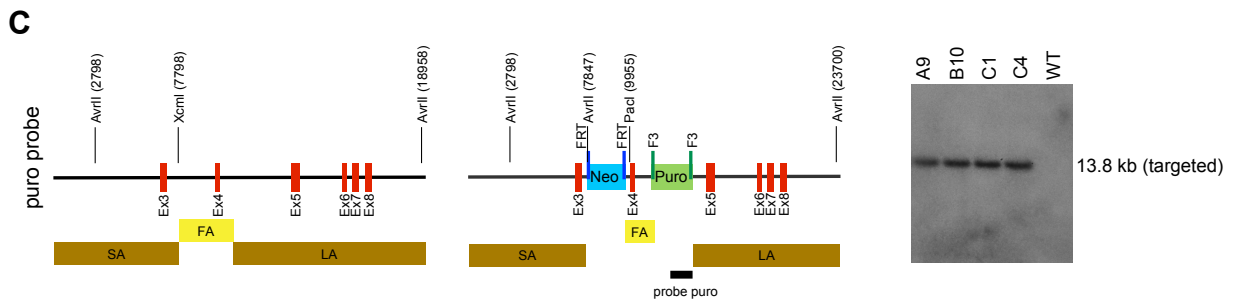 C
puro probe
AvrII (2798)
XcmI (7798)
AvrII (18958)
Ex3
Ex4
Ex5
Ex6
Ex7
Ex8
FA
SA
LA
AvrII (2798)
FRT
AvrII (7847)
FRT
PacI (9955)
F3
F3
AvrII (23700)
Neo
Puro
Ex3
Ex4
Ex5
Ex6
Ex7
Ex8
FA
SA
LA
probe puro
A9
B10
C1
C4
WT
13.8 kb (targeted)